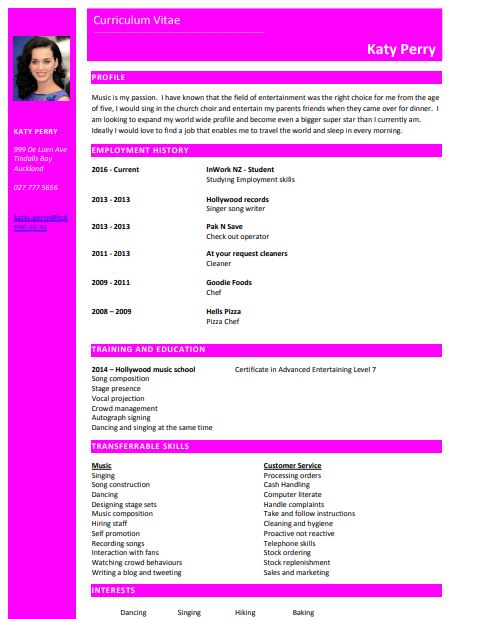 Curriculum Vitae
Katy Perry
KATY PERRY
999 De Luen Ave
Tindalls Bay
Auckland
027 777 5656
katty.perry@hot
mail.co.nz
PROFILE
Music is my passion. I have known that the field of entertainment was the right choice for me from the age
of five, I would sing in the church choir and entertain my parents friends when they came over for dinner. I
am looking to expand my world wide profile and become even a bigger super star than I currently am.
Ideally I would love to find a job that enables me to travel the world and sleep in every morning.
EMPLOYMENT HISTORY
2016 - Current InWork NZ - Student
Studying Employment skills
2013 - 2013 Hollywood records
Singer song writer
2013 - 2013 Pak N Save
Check out operator
2011 - 2013 At your request cleaners
Cleaner
2009 - 2011 Goodie Foods
Chef
2008 – 2009 Hells Pizza
Pizza Chef
TRAINING AND EDUCATION
2014 – Hollywood music school Certificate in Advanced Entertaining Level 7
Song composition
Stage presence
Vocal projection
Crowd management
Autograph signing
Dancing and singing at the same time
TRANSFERRABLE SKILLS
Music Customer Service
Singing Processing orders
Song construction Cash Handling
Dancing Computer literate
Designing stage sets Handle complaints
Music composition Take and follow instructions
Hiring staff Cleaning and hygiene
Self promotion Proactive not reactive
Recording songs Telephone skills
Interaction with fans Stock ordering
Watching crowd behaviours Stock replenishment
Writing a blog and tweeting Sales and marketing
INTERESTS
Dancing Singing Hiking Baking